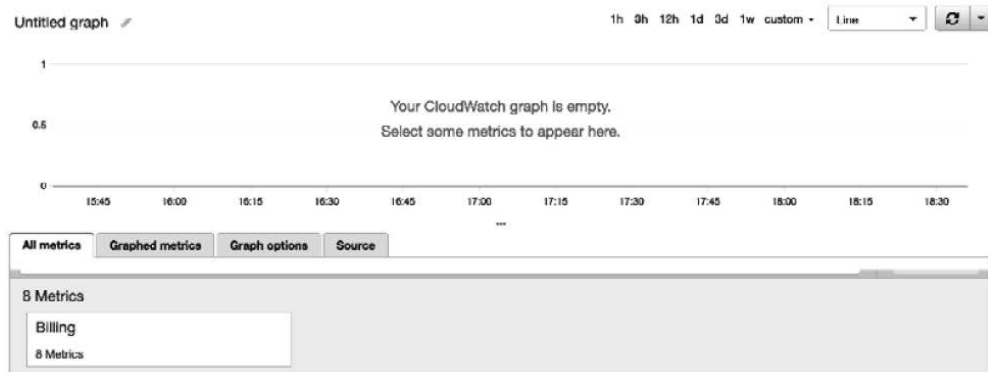 Untitled graph
1h 3h 12h 1d 3d 1w custom Line
1
Your CloudWatch graph is empty.
0.5
Select some metrics to appear here.
0
15:45 16:00 16:15 16:30 16:45 17:00 17:15 17:30 17:45 18:00 18:15 18:30
...
All metrics Graphed metrics Graph options Source
8 Metrics
Billing
8 Metrics